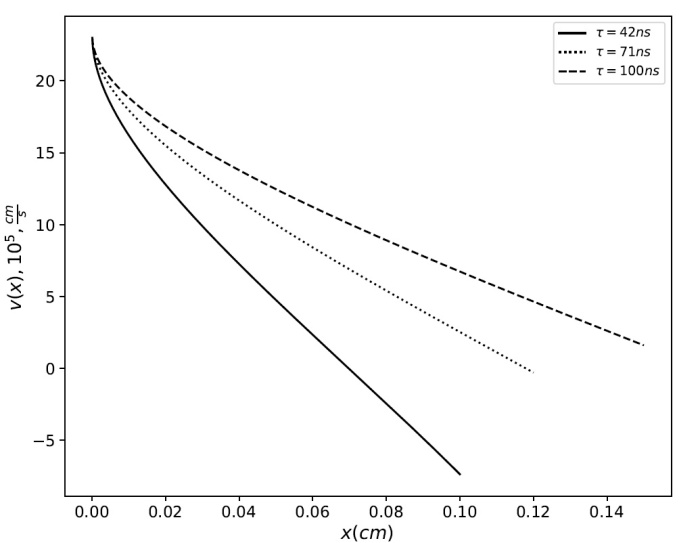 τ = 42ns
τ = 71ns
τ = 100ns
20
15
10
5
0
−5
v(x), 10⁵, cm/s
0.00 0.02 0.04 0.06 0.08 0.10 0.12 0.14
x(cm)